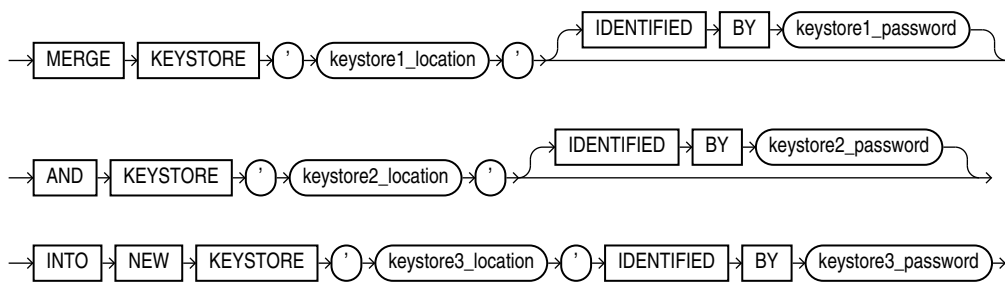 IDENTIFIED BY keystore1_password
MERGE KEYSTORE ' keystore1_location '
IDENTIFIED BY keystore2_password
AND KEYSTORE ' keystore2_location '
INTO NEW KEYSTORE ' keystore3_location ' IDENTIFIED BY keystore3_password